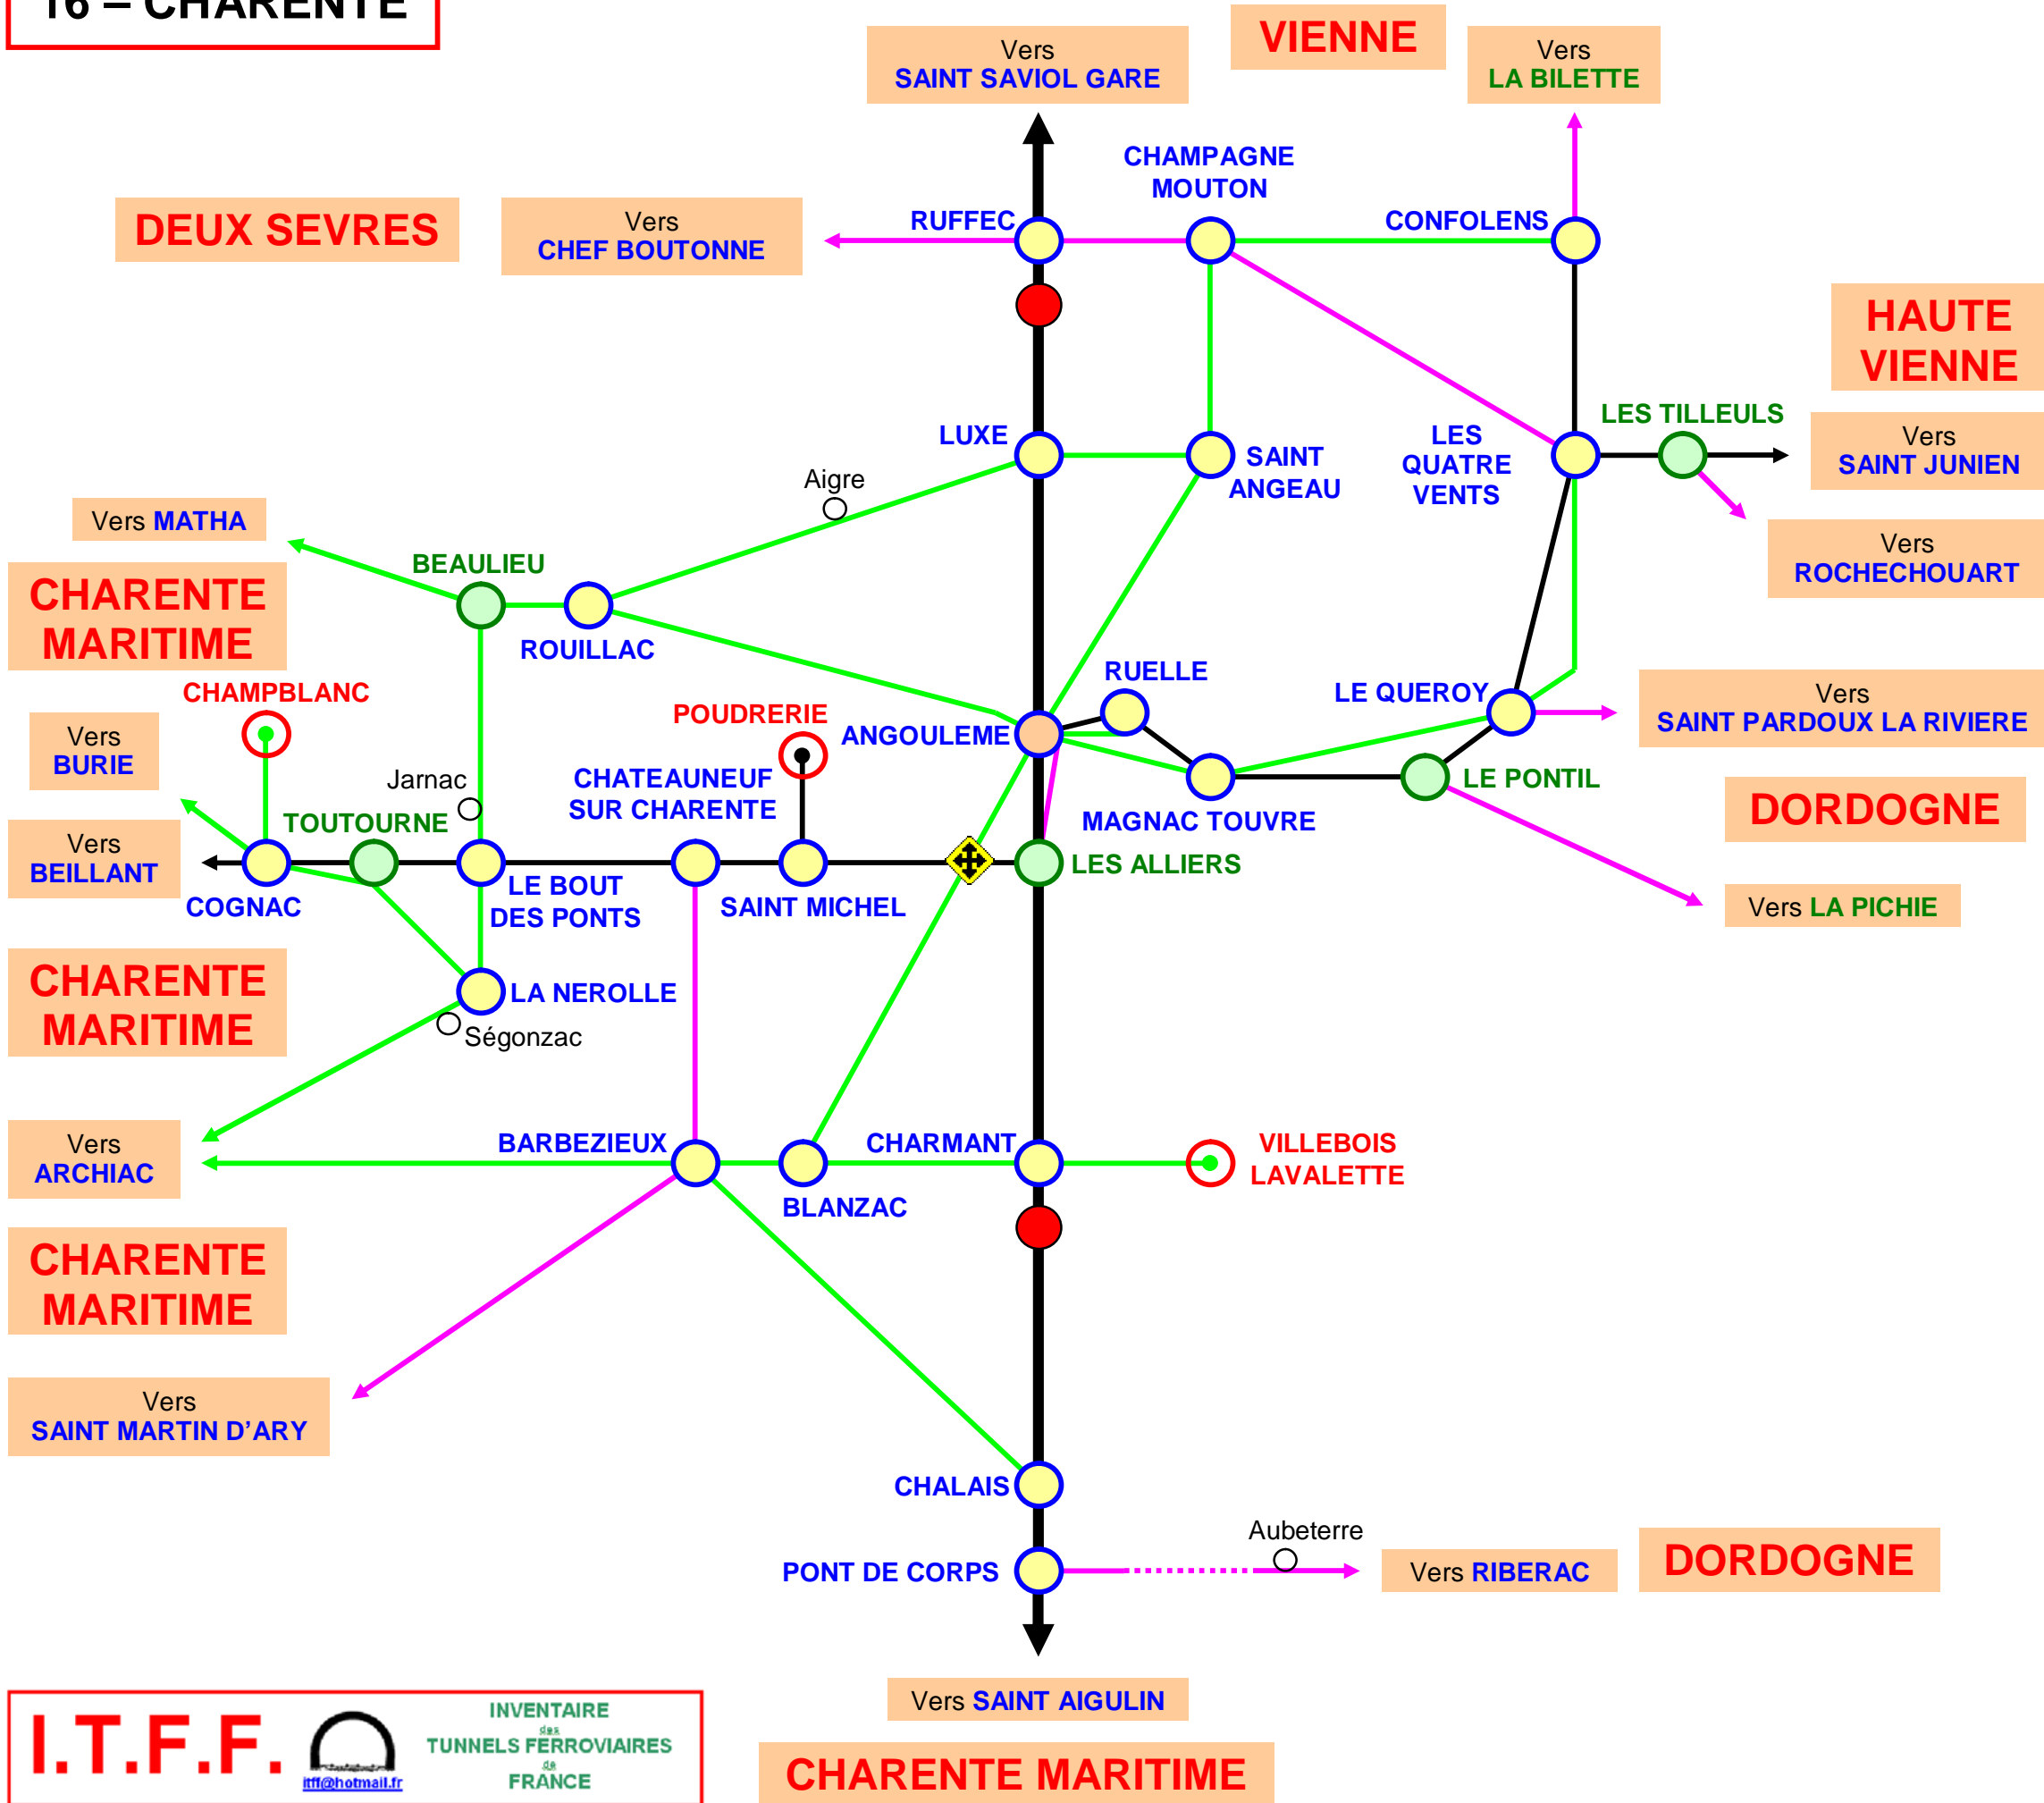 16 – CHARENTE
Vers
SAINT SAVIOL GARE
VIENNE
Vers
LA BILETTE
CHAMPAGNE
MOUTON
DEUX SEVRES
Vers
CHEF BOUTONNE
RUFFEC
CONFOLENS
HAUTE
VIENNE
LES TILLEULS
LUXE
SAINT
ANGEAU
LES
QUATRE
VENTS
Vers
SAINT JUNIEN
Aigre
Vers MATHA
Vers
ROCHECHOUART
BEAULIEU
CHARENTE
MARITIME
ROUILLAC
RUELLE
LE QUEROY
CHAMPBLANC
Vers
SAINT PARDOUX LA RIVIERE
POUDRERIE
ANGOULEME
Vers
BURIE
Jarnac
CHATEAUNEUF
SUR CHARENTE
LE PONTIL
TOUTOURNE
MAGNAC TOUVRE
DORDOGNE
Vers
BEILLANT
LES ALLIERS
COGNAC
LE BOUT
DES PONTS
SAINT MICHEL
Vers LA PICHIE
CHARENTE
MARITIME
LA NEROLLE
Ségonzac
Vers
ARCHIAC
BARBEZIEUX
CHARMANT
VILLEBOIS
LAVALETTE
BLANZAC
CHARENTE
MARITIME
Vers
SAINT MARTIN D’ARY
CHALAIS
Aubeterre
PONT DE CORPS
Vers RIBERAC
DORDOGNE
Vers SAINT AIGULIN
CHARENTE MARITIME
I.T.F.F.
itff@hotmail.fr
INVENTAIRE
des
TUNNELS FERROVIAIRES
de
FRANCE